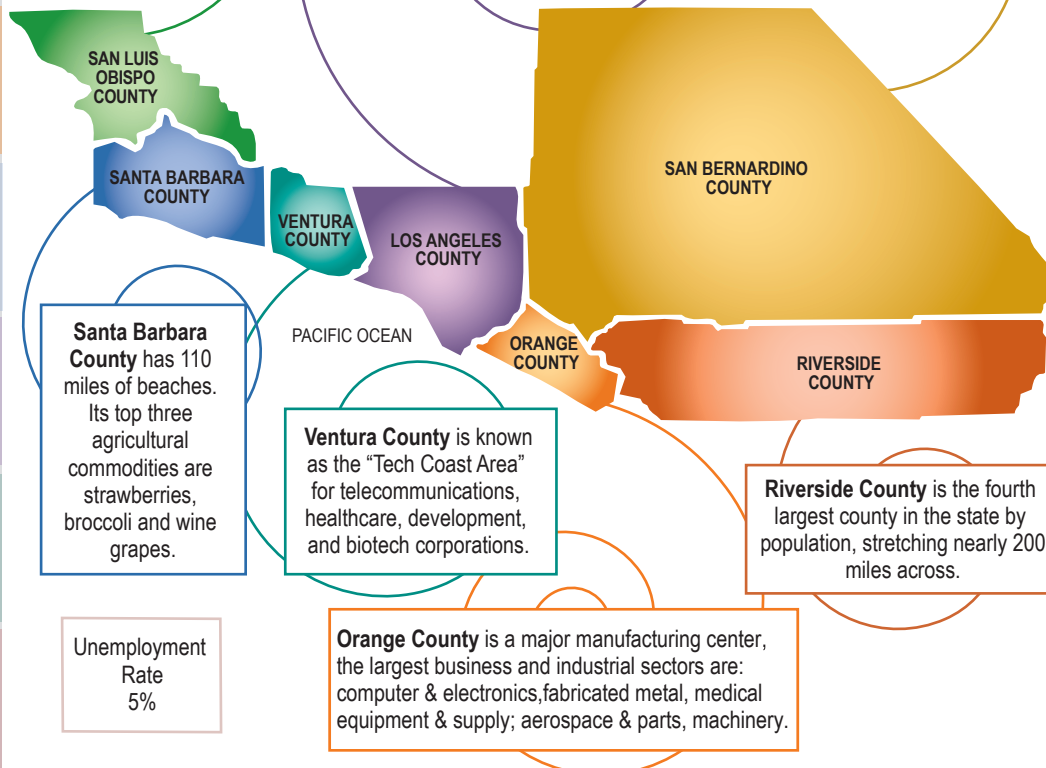 SAN LUIS
OBISPO
COUNTY
SANTA BARBARA
COUNTY
VENTURA
COUNTY
LOS ANGELES
COUNTY
SAN BERNARDINO
COUNTY
PACIFIC OCEAN
ORANGE
COUNTY
RIVERSIDE
COUNTY
Santa Barbara
County has 110
miles of beaches.
Its top three
agricultural
commodities are
strawberries,
broccoli and wine
grapes.
Ventura County is known
as the “Tech Coast Area”
for telecommunications,
healthcare, development,
and biotech corporations.
Riverside County is the fourth
largest county in the state by
population, stretching nearly 200
miles across.
Unemployment
Rate
5%
Orange County is a major manufacturing center,
the largest business and industrial sectors are:
computer & electronics,fabricated metal, medical
equipment & supply; aerospace & parts, machinery.